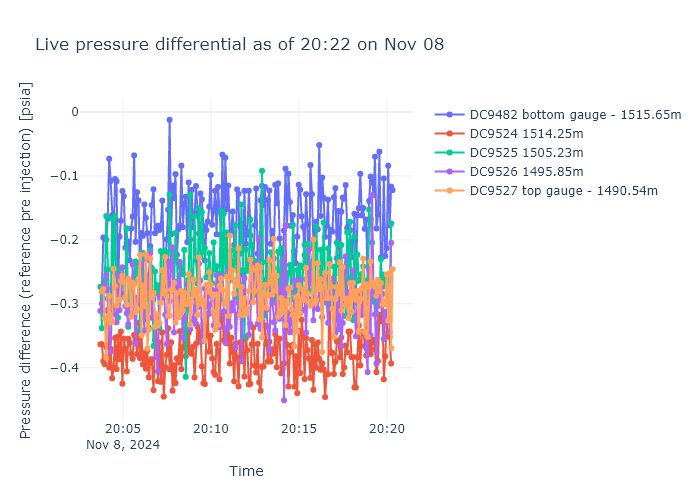 Live pressure differential as of 20:22 on Nov 08
Pressure difference (reference pre injection) [psia]
0
−0.1
−0.2
−0.3
−0.4
20:05
Nov 8, 2024
20:10
20:15
20:20
Time
DC9482 bottom gauge - 1515.65m
DC9524 1514.25m
DC9525 1505.23m
DC9526 1495.85m
DC9527 top gauge - 1490.54m